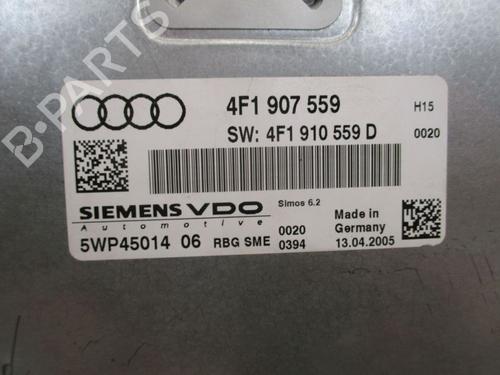 B-PARTS
4F1 907 559
H15
SW: 4F1 910 559 D
0020
Simos 6.2
SIEMENS VDO
Automotive
5WP45014 06
RBG SME
0020
0394
Made in
Germany
13.04.2005